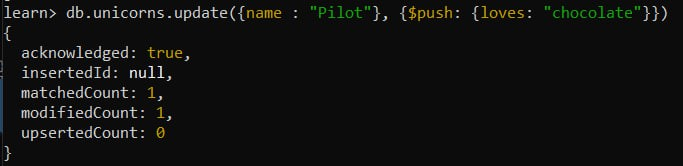 learn> db.unicorns.update({name : "Pilot"}, {$push: {loves: "chocolate"}})
{
  acknowledged: true,
  insertedId: null,
  matchedCount: 1,
  modifiedCount: 1,
  upsertedCount: 0
}